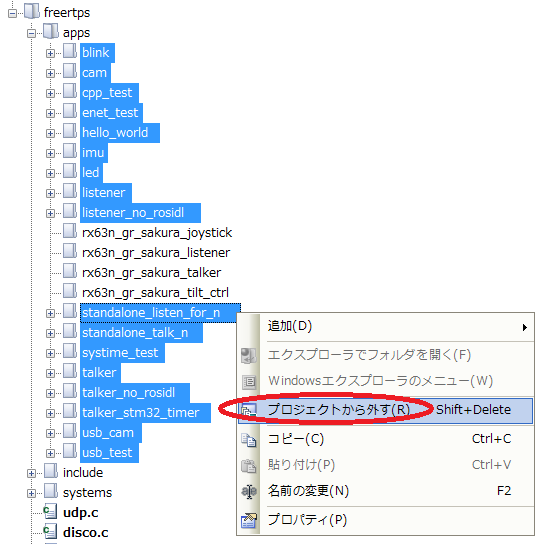 freertps
apps
blink
cam
cpp_test
enet_test
hello_world
imu
led
listener
listener_no_rosidl
rx63n_gr_sakura_joystick
rx63n_gr_sakura_listener
rx63n_gr_sakura_talker
rx63n_gr_sakura_tilt_ctrl
standalone_listen_for_n
standalone_talk_n
systime_test
talker
talker_no_rosidl
talker_stm32_timer
usb_cam
usb_test
include
systems
udp.c
disco.c
追加(D)
エクスプローラでフォルダを開く(F)
Windowsエクスプローラのメニュー(W)
プロジェクトから外す(R) Shift+Delete
コピー(C) Ctrl+C
貼り付け(P) Ctrl+V
名前の変更(N) F2
プロパティ(P)